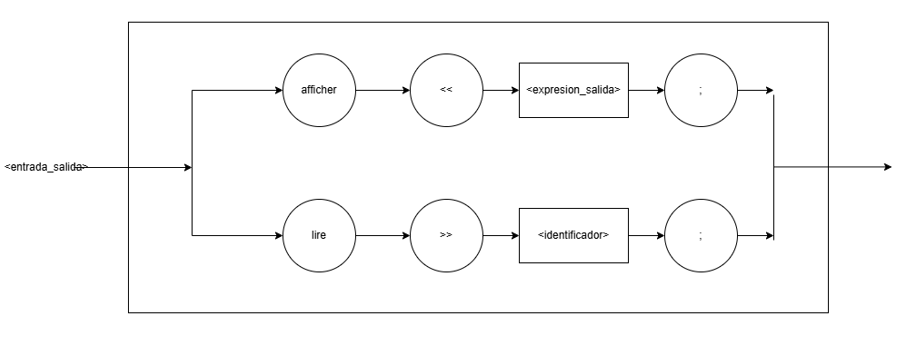 afficher
<<
<expresion_salida>
;
<entrada_salida>
lire
>>
<identificador>
;